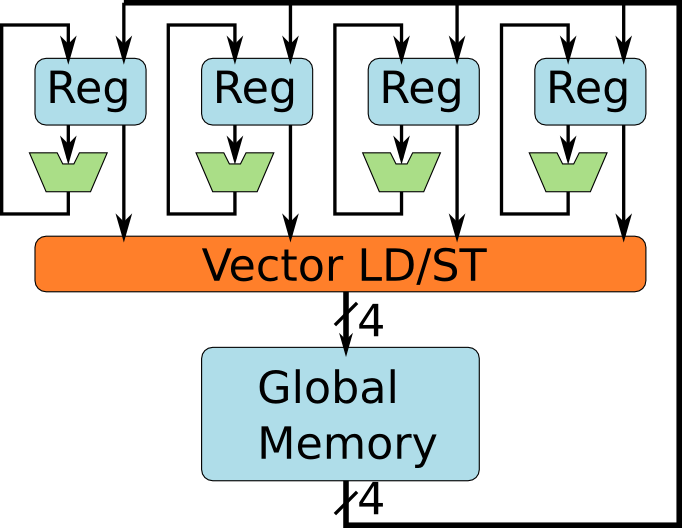 Reg Reg Reg Reg
Vector LD/ST
4
Global
Memory
4